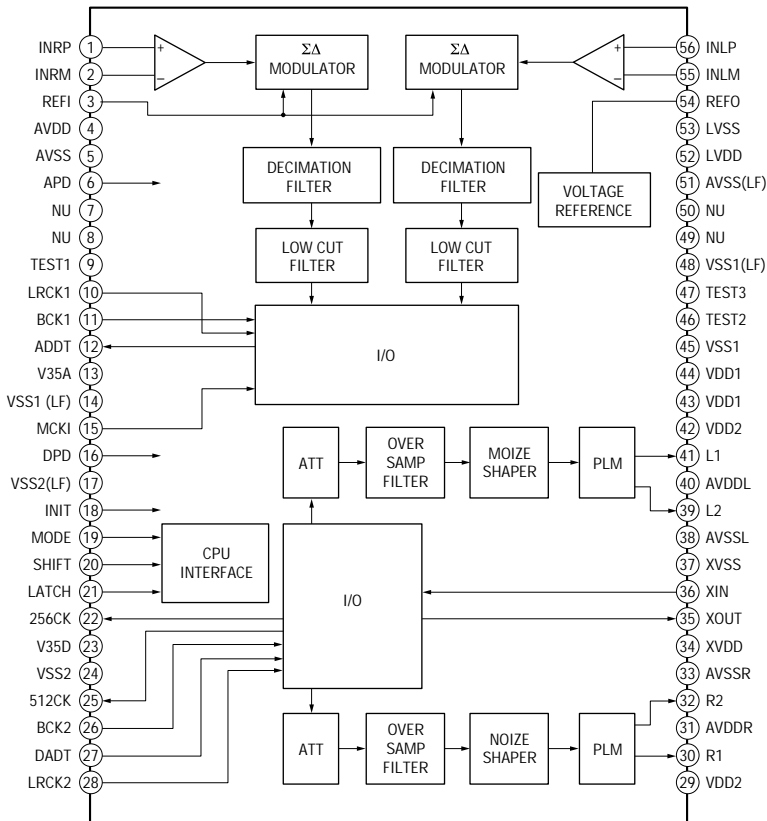 INRP 1
INRM 2
REFI 3
AVDD 4
AVSS 5
APD 6
NU 7
NU 8
TEST1 9
LRCK1 10
BCK1 11
ADDT 12
V35A 13
VSS1 (LF) 14
MCKI 15
DPD 16
VSS2(LF) 17
INIT 18
MODE 19
SHIFT 20
LATCH 21
256CK 22
V35D 23
VSS2 24
512CK 25
BCK2 26
DADT 27
LRCK2 28
+
−
ΣΔ
MODULATOR
ΣΔ
MODULATOR
+
−
DECIMATION
FILTER
DECIMATION
FILTER
VOLTAGE
REFERENCE
LOW CUT
FILTER
LOW CUT
FILTER
I/O
ATT
OVER
SAMP
FILTER
MOIZE
SHAPER
PLM
CPU
INTERFACE
I/O
ATT
OVER
SAMP
FILTER
NOIZE
SHAPER
PLM
56 INLP
55 INLM
54 REFO
53 LVSS
52 LVDD
51 AVSS(LF)
50 NU
49 NU
48 VSS1(LF)
47 TEST3
46 TEST2
45 VSS1
44 VDD1
43 VDD1
42 VDD2
41 L1
40 AVDDL
39 L2
38 AVSSL
37 XVSS
36 XIN
35 XOUT
34 XVDD
33 AVSSR
32 R2
31 AVDDR
30 R1
29 VDD2